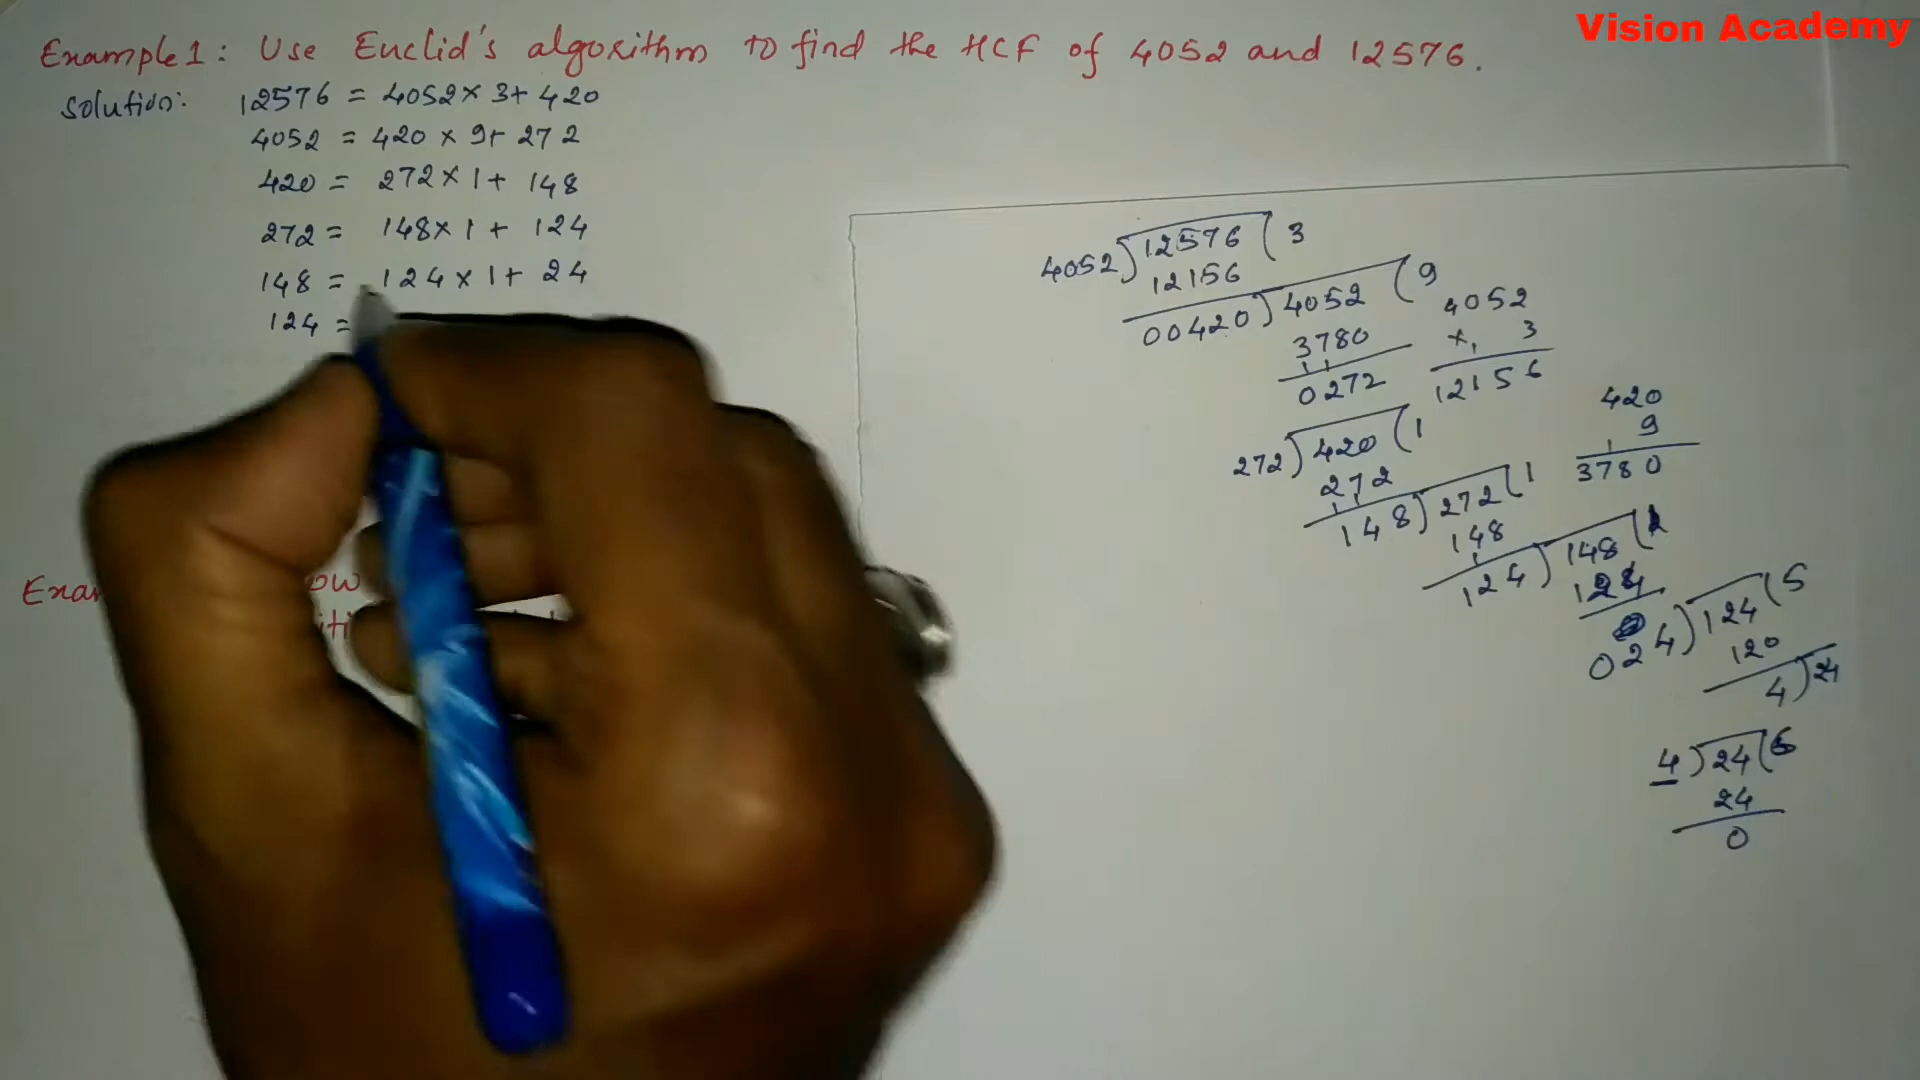 Vision Academy
Example 1: Use Euclid's algorithm to find the HCF of 4052 and 12576.
Solution: 12576 = 4052 × 3 + 420
4052 = 420 × 9 + 272
420 = 272 × 1 + 148
272 = 148 × 1 + 124
148 = 124 × 1 + 24
124 =
4052) 12576 ( 3
12156
00420) 4052 ( 9
3780
0272
4052
× 3
12156
420
9
3780
272) 420 ( 1
272
148) 272 ( 1
148
124) 148 ( 1
124
024) 124 ( 5
120
4) 24
4) 24 ( 6
24
0